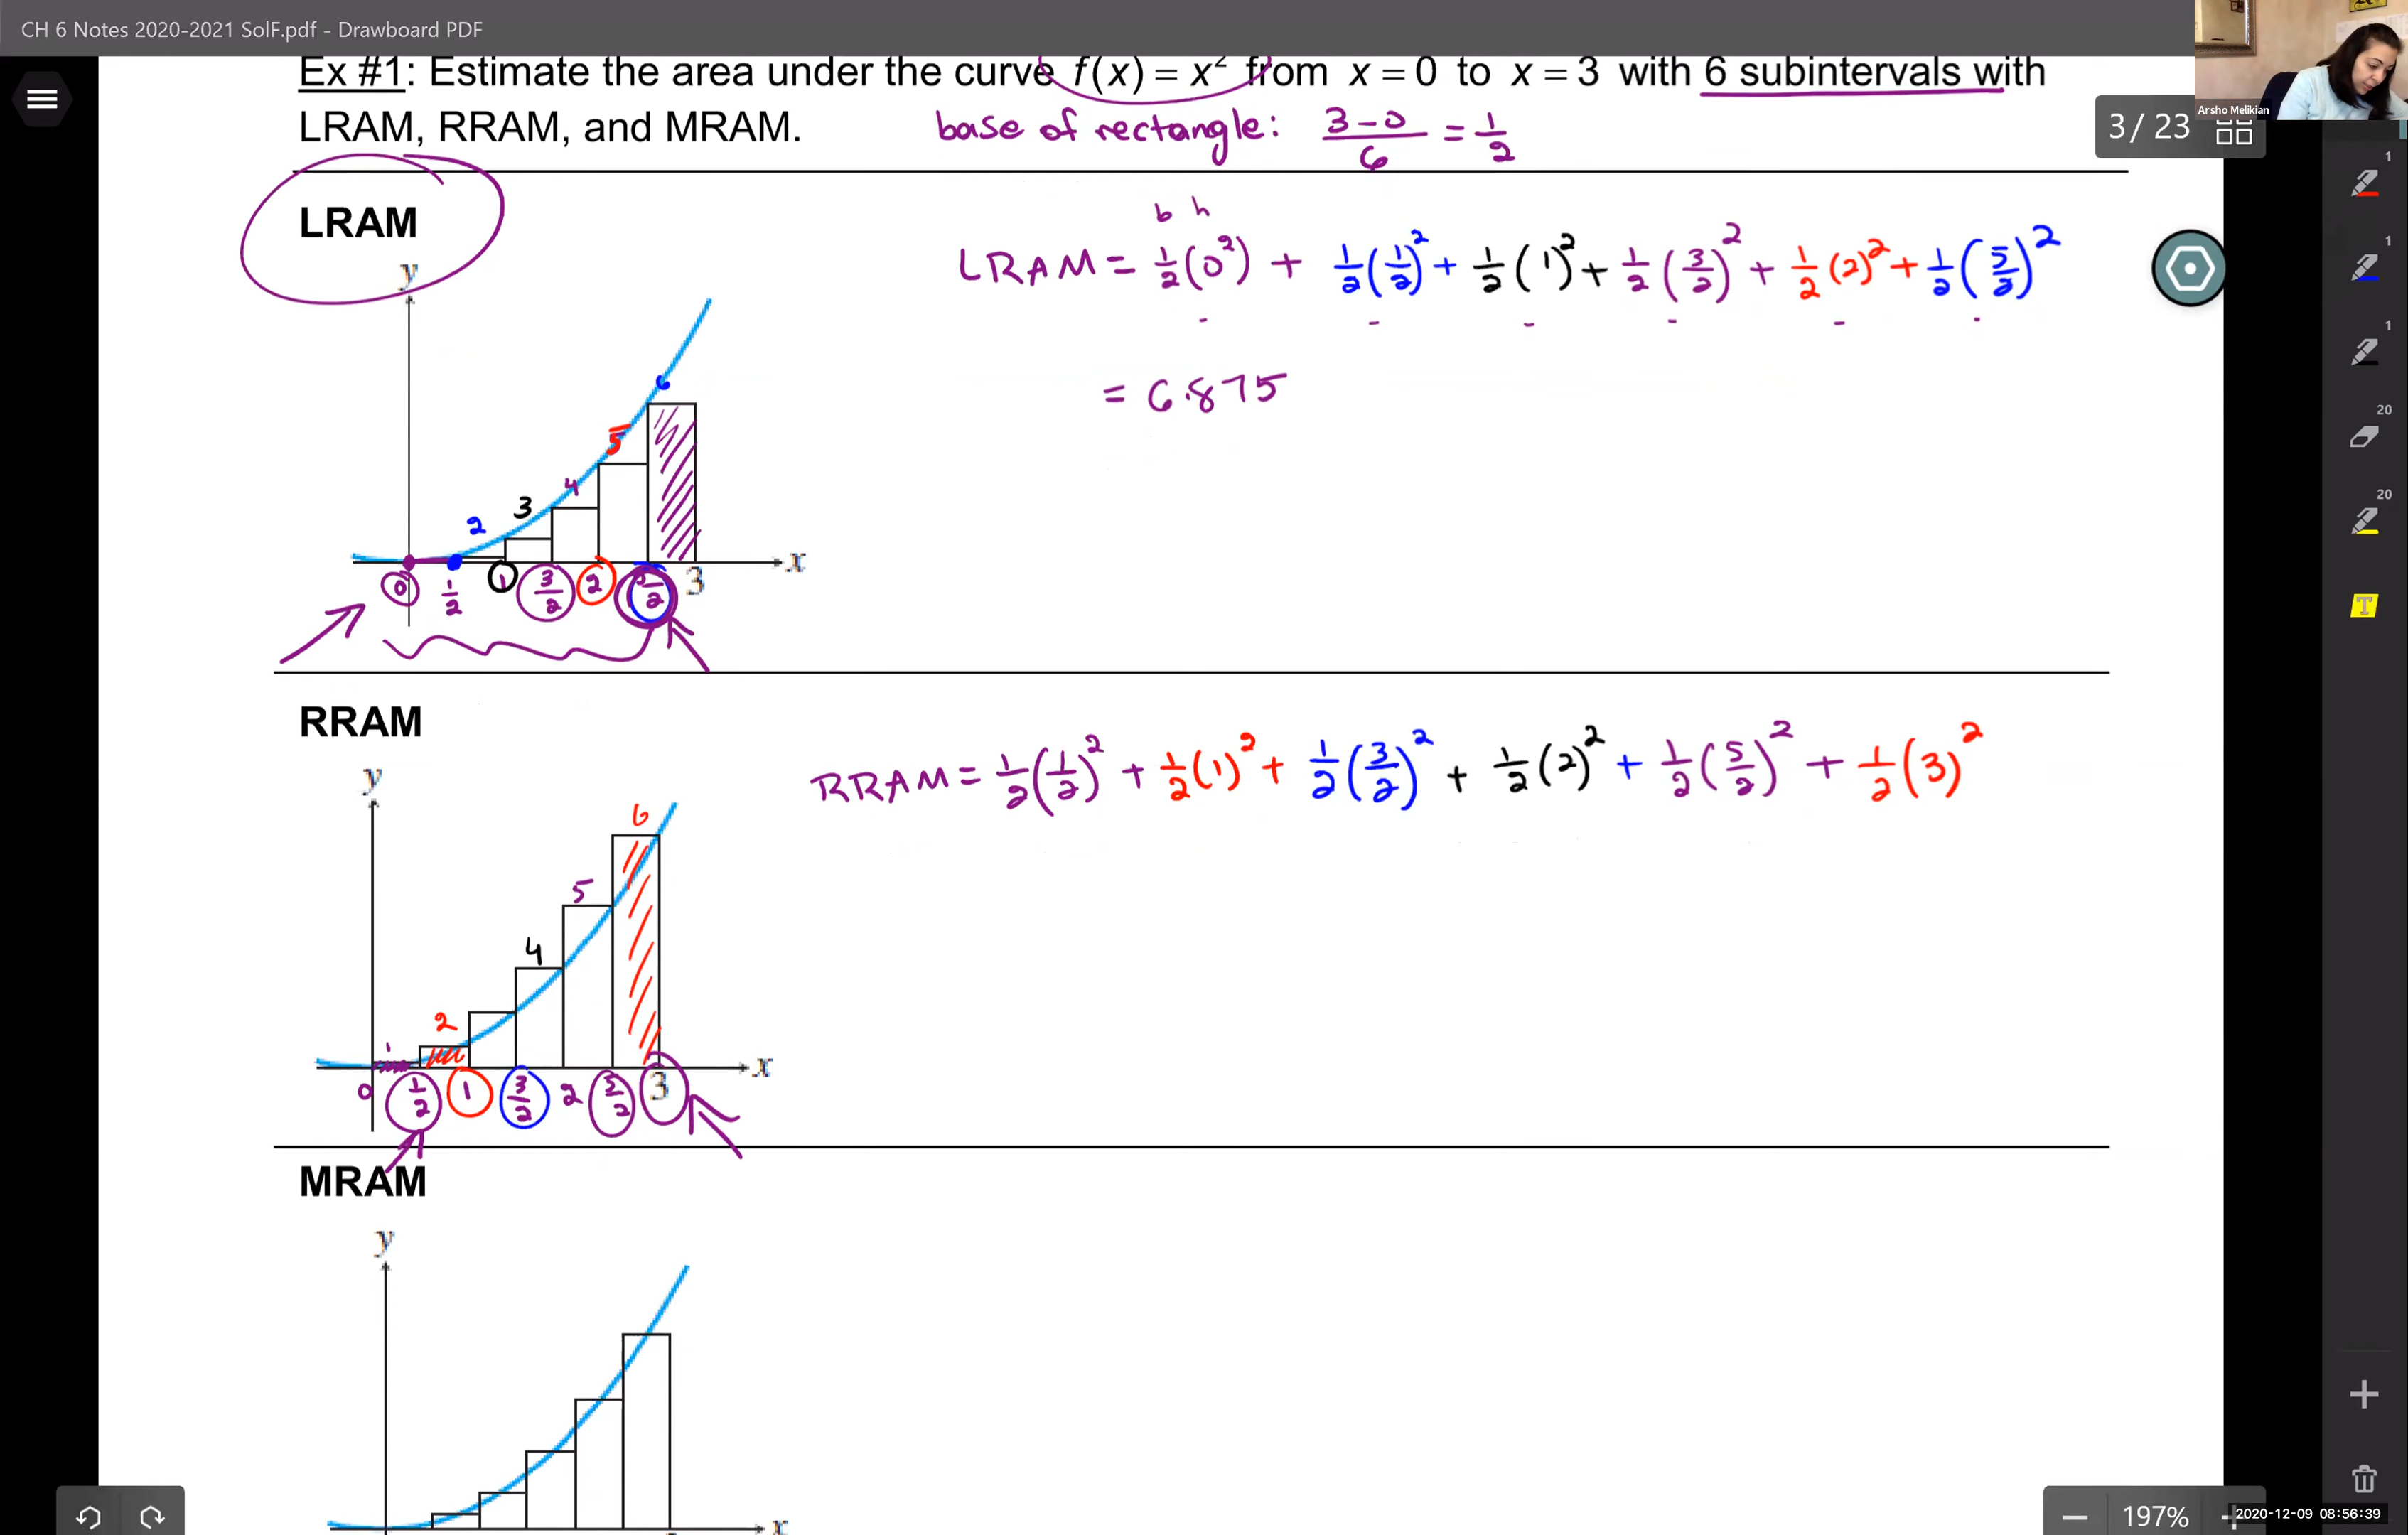 CH 6 Notes 2020-2021 SolF.pdf - Drawboard PDF
Ex #1: Estimate the area under the curve f(x) = x² from x = 0 to x = 3 with 6 subintervals with
LRAM, RRAM, and MRAM.
base of rectangle: 3-0/6 = 1/2
Arsho Melikian
3 / 23
LRAM
b h
LRAM = 1/2(0²) + 1/2(1/2)² + 1/2(1)² + 1/2(3/2)² + 1/2(2)² + 1/2(5/2)²
= 6.875
y
6
5
4
3
2
x
0 1/2 1 3/2 2 5/2 3
RRAM
RRAM = 1/2(1/2)² + 1/2(1)² + 1/2(3/2)² + 1/2(2)² + 1/2(5/2)² + 1/2(3)²
y
6
5
4
2
1
x
0 1/2 1 3/2 2 5/2 3
MRAM
y
x
1
1
1
20
20
T
197%
2020-12-09 08:56:39